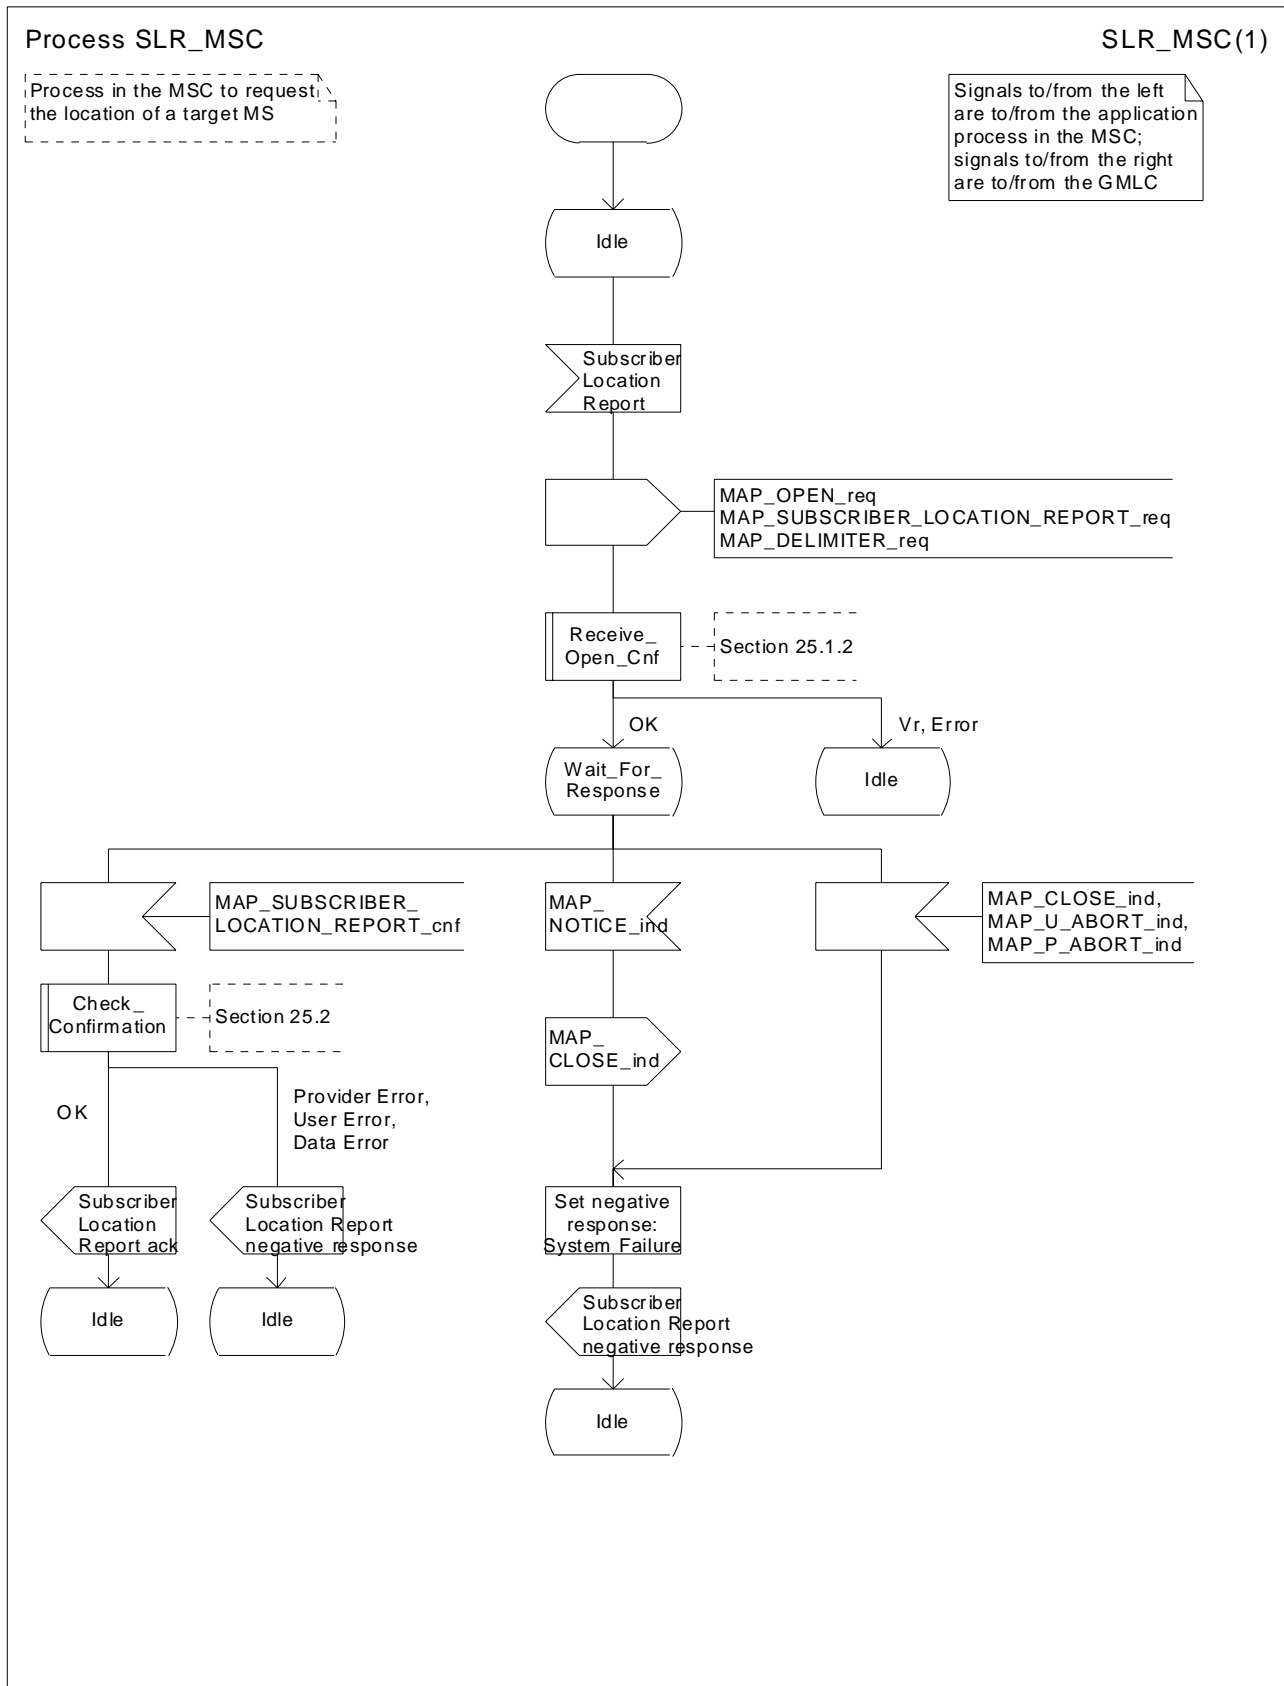 Process SLR_MSC
SLR_MSC(1)
Process in the MSC to request
the location of a target MS
Signals to/from the left
are to/from the application
process in the MSC;
signals to/from the right
are to/from the GMLC
Idle
Subscriber
Location
Report
MAP_OPEN_req
MAP_SUBSCRIBER_LOCATION_REPORT_req
MAP_DELIMITER_req
Receive_
Open_Cnf
Section 25.1.2
OK
Vr, Error
Wait_For_
Response
Idle
MAP_SUBSCRIBER_
LOCATION_REPORT_cnf
MAP_
NOTICE_ind
MAP_CLOSE_ind,
MAP_U_ABORT_ind,
MAP_P_ABORT_ind
Check_
Confirmation
Section 25.2
MAP_
CLOSE_ind
OK
Provider Error,
User Error,
Data Error
Subscriber
Location
Report ack
Subscriber
Location Report
negative response
Set negative
response:
System Failure
Idle
Idle
Subscriber
Location Report
negative response
Idle